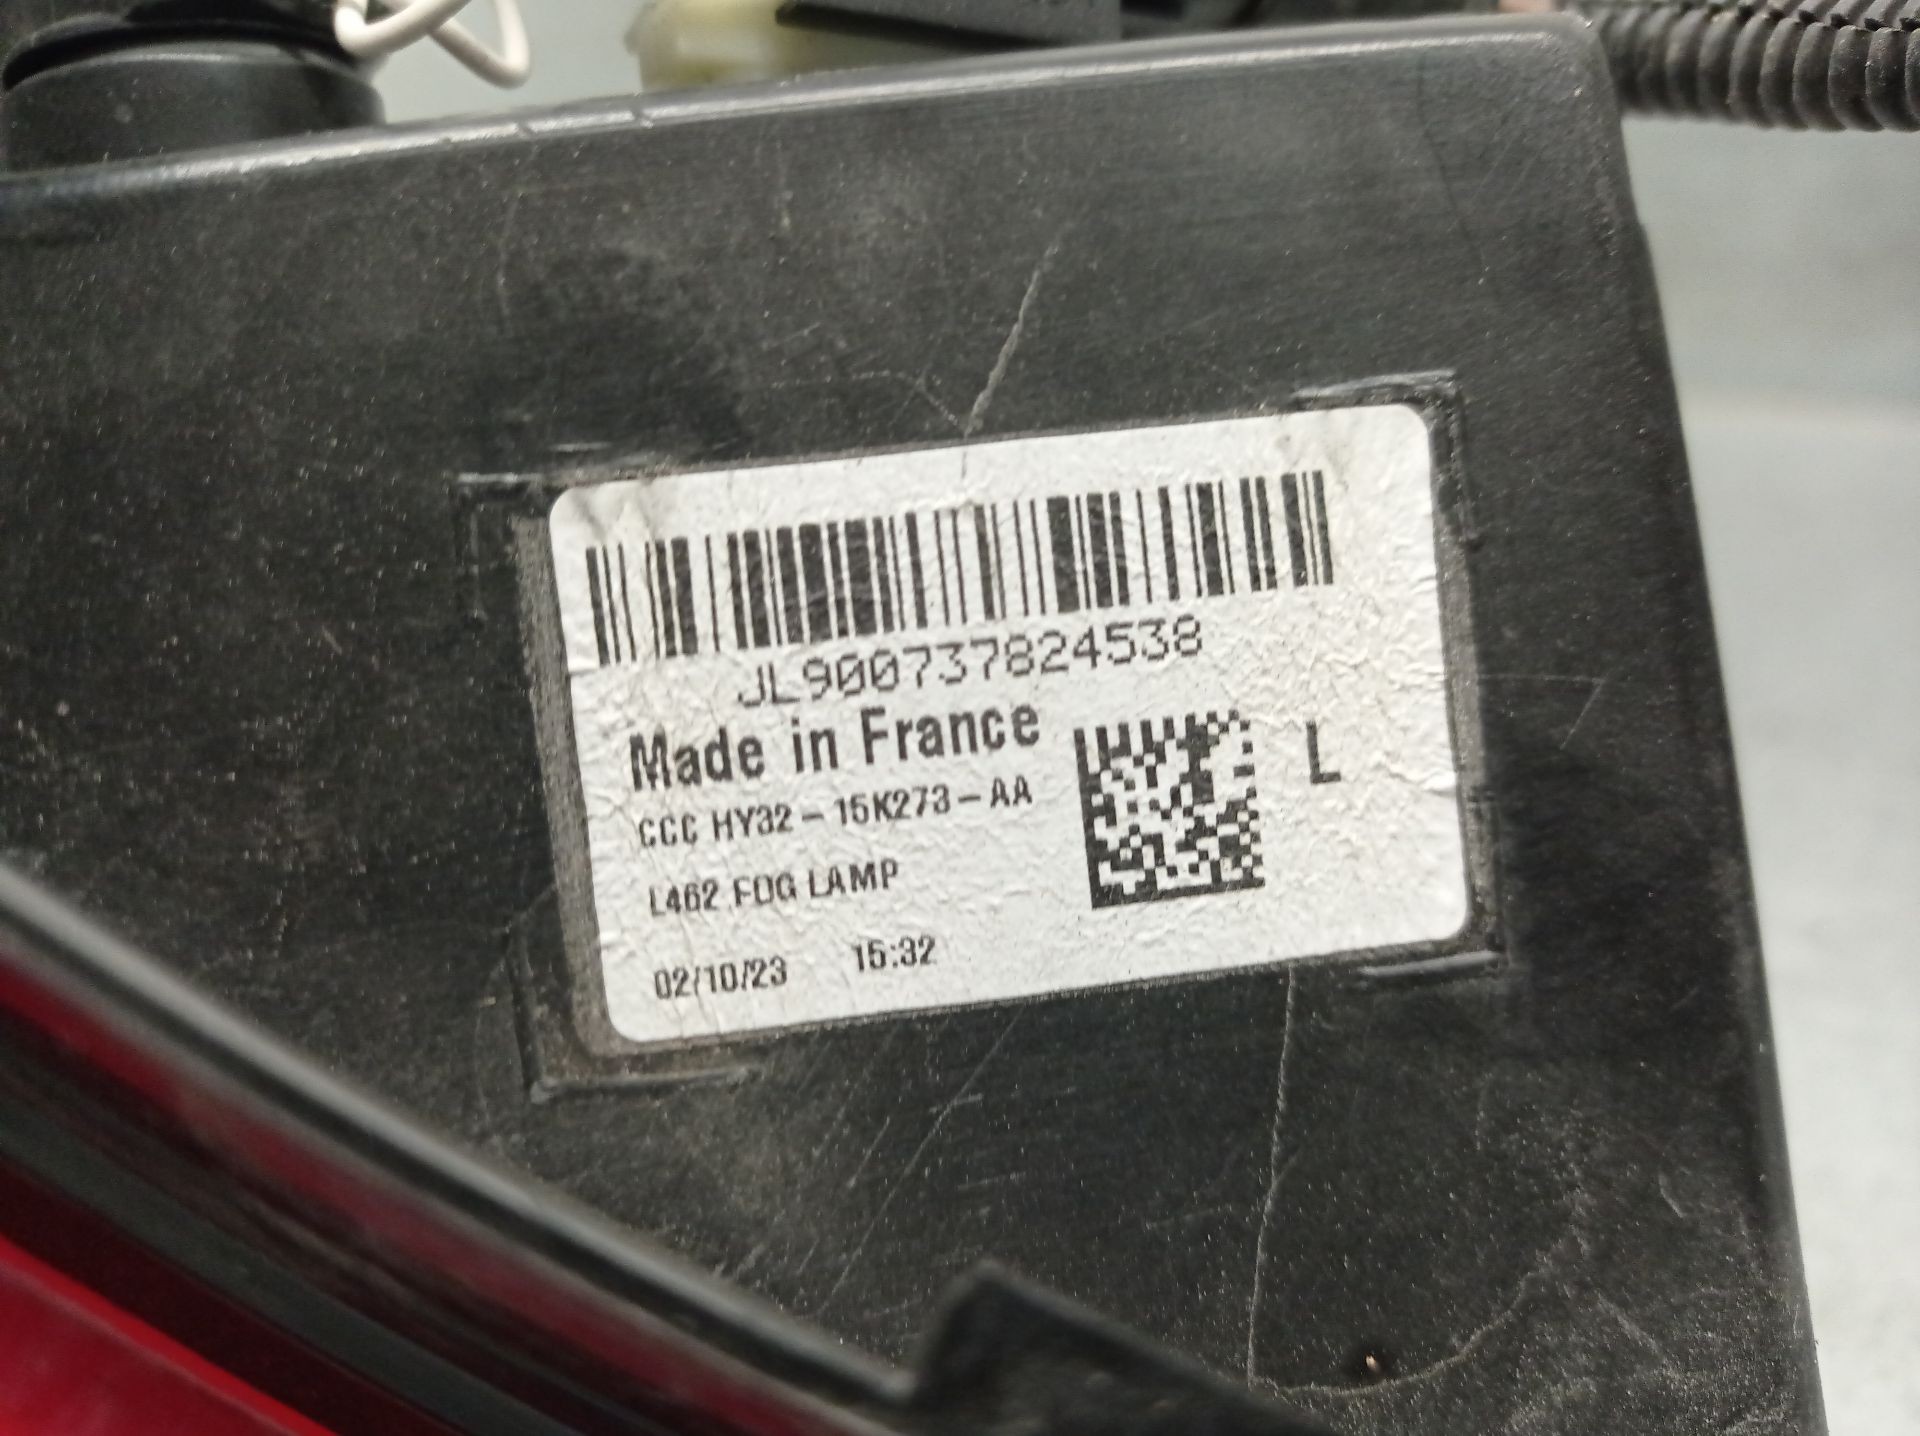 JL900737824538
Made in France
CCC HY32-15K273-AA
L
L462 FOG LAMP
02/10/23 15:32